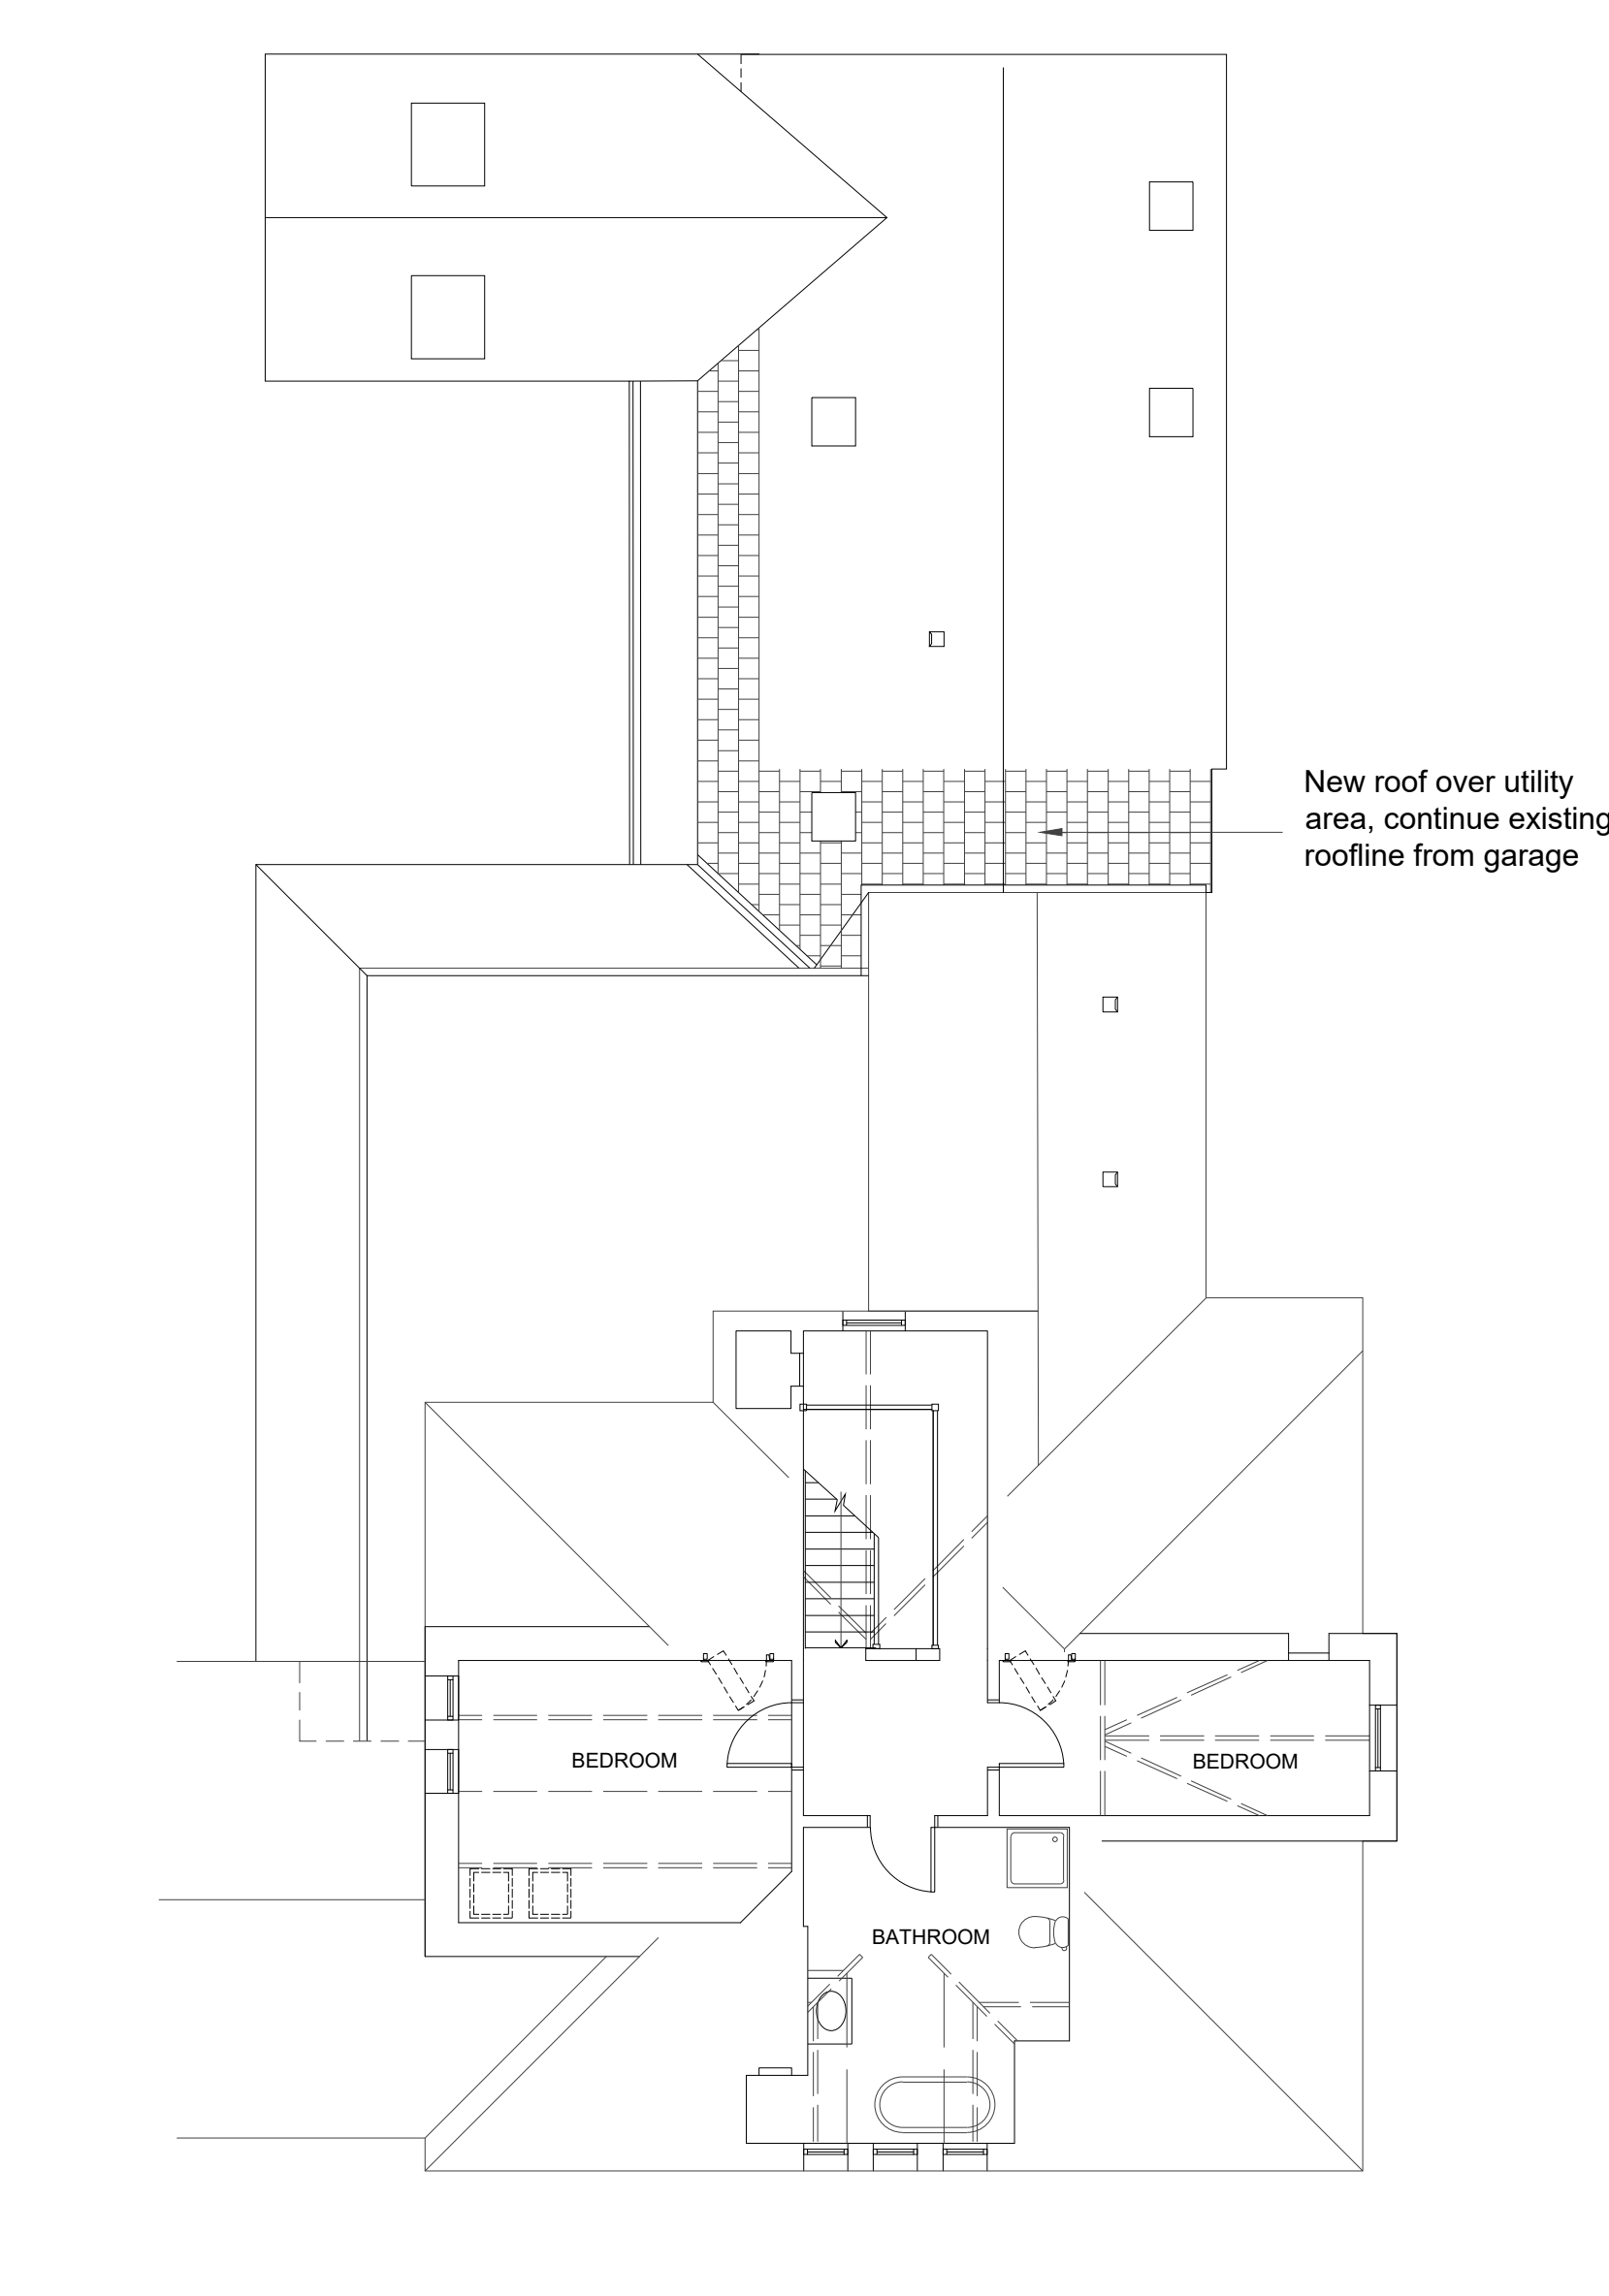 New roof over utility
area, continue existing
roofline from garage
BEDROOM
BEDROOM
BATHROOM